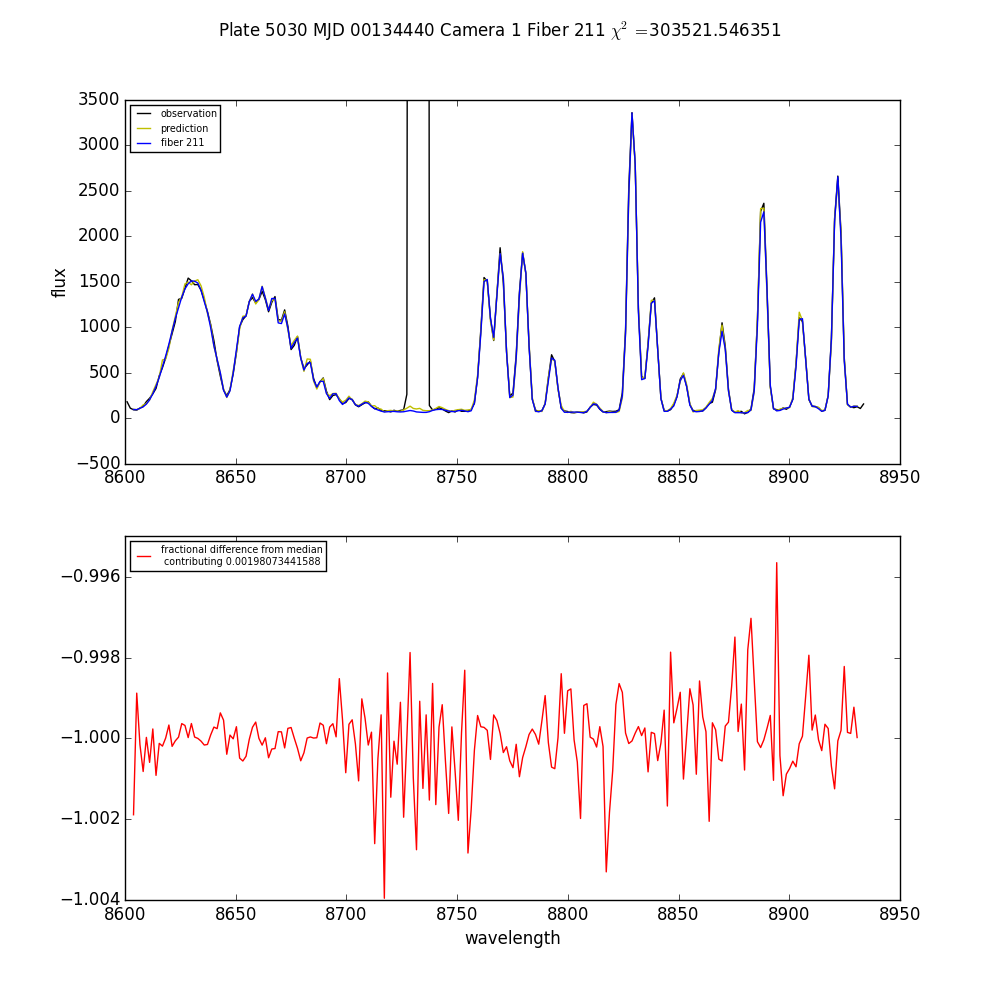 Plate 5030 MJD 00134440 Camera 1 Fiber 211 χ² =303521.546351
3500
3000
2500
2000
1500
1000
500
0
−500
flux
observation
prediction
fiber 211
8600 8650 8700 8750 8800 8850 8900 8950
fractional difference from median
contributing 0.00198073441588
−0.996
−0.998
−1.000
−1.002
−1.004
8600 8650 8700 8750 8800 8850 8900 8950
wavelength